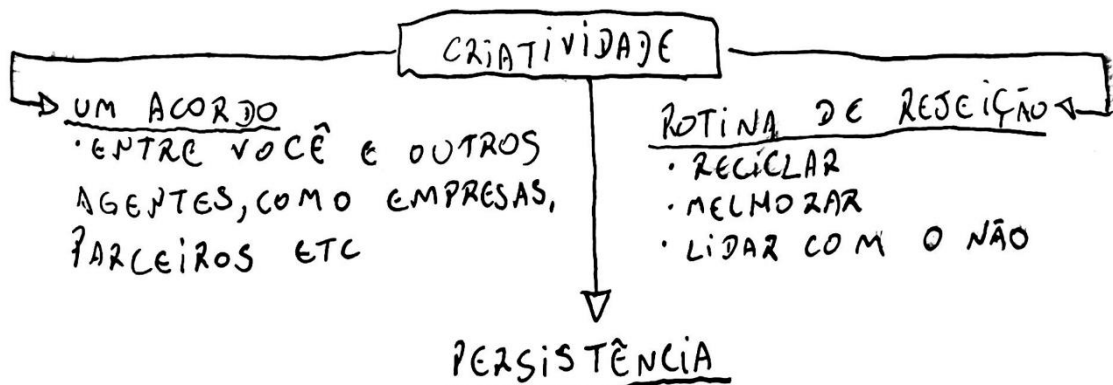 CRIATIVIDADE
UM ACORDO
• ENTRE VOCÊ E OUTROS
AGENTES, COMO EMPRESAS,
PARCEIROS ETC
ROTINA DE REJEIÇÃO
• RECICLAR
• MELHORAR
• LIDAR COM O NÃO
PERSISTÊNCIA